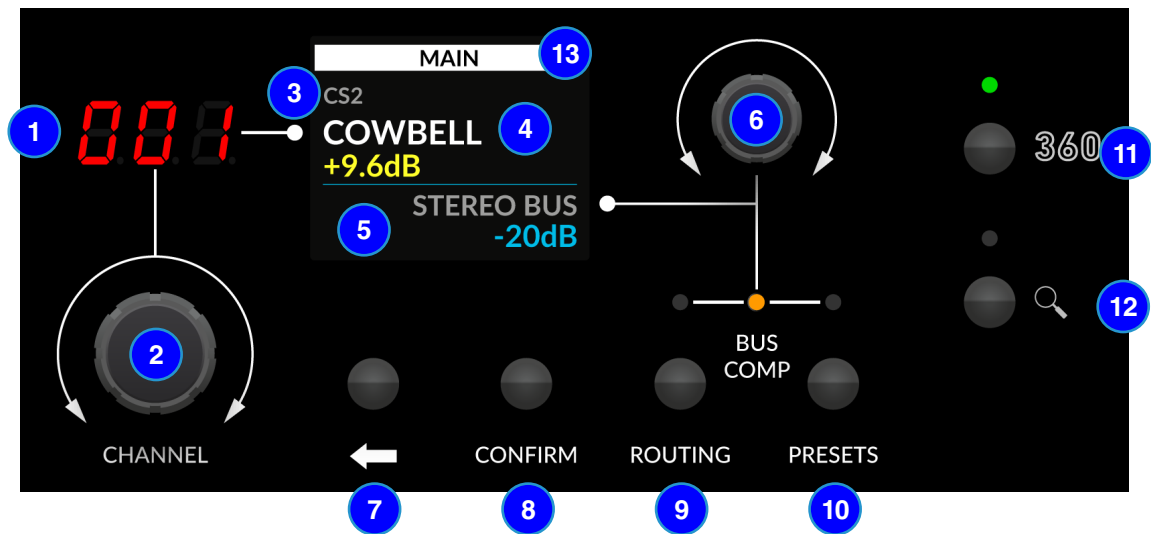 MAIN
13
3
CS2
1
001
COWBELL
4
+9.6dB
6
360
11
5
STEREO BUS
-20dB
12
2
BUS
COMP
CHANNEL
CONFIRM
ROUTING
PRESETS
7
8
9
10